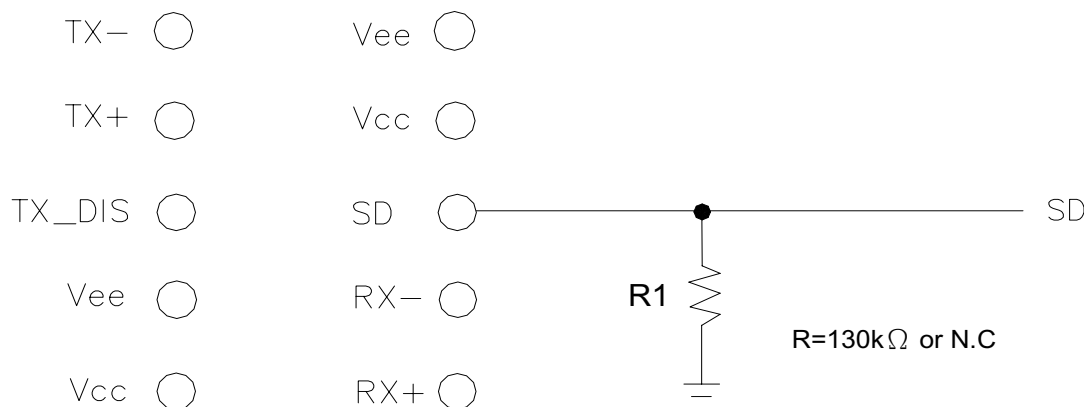 TX- Vee
TX+ Vcc
TX_DIS SD SD
Vee RX-
R1
R=130kΩ or N.C
Vcc RX+